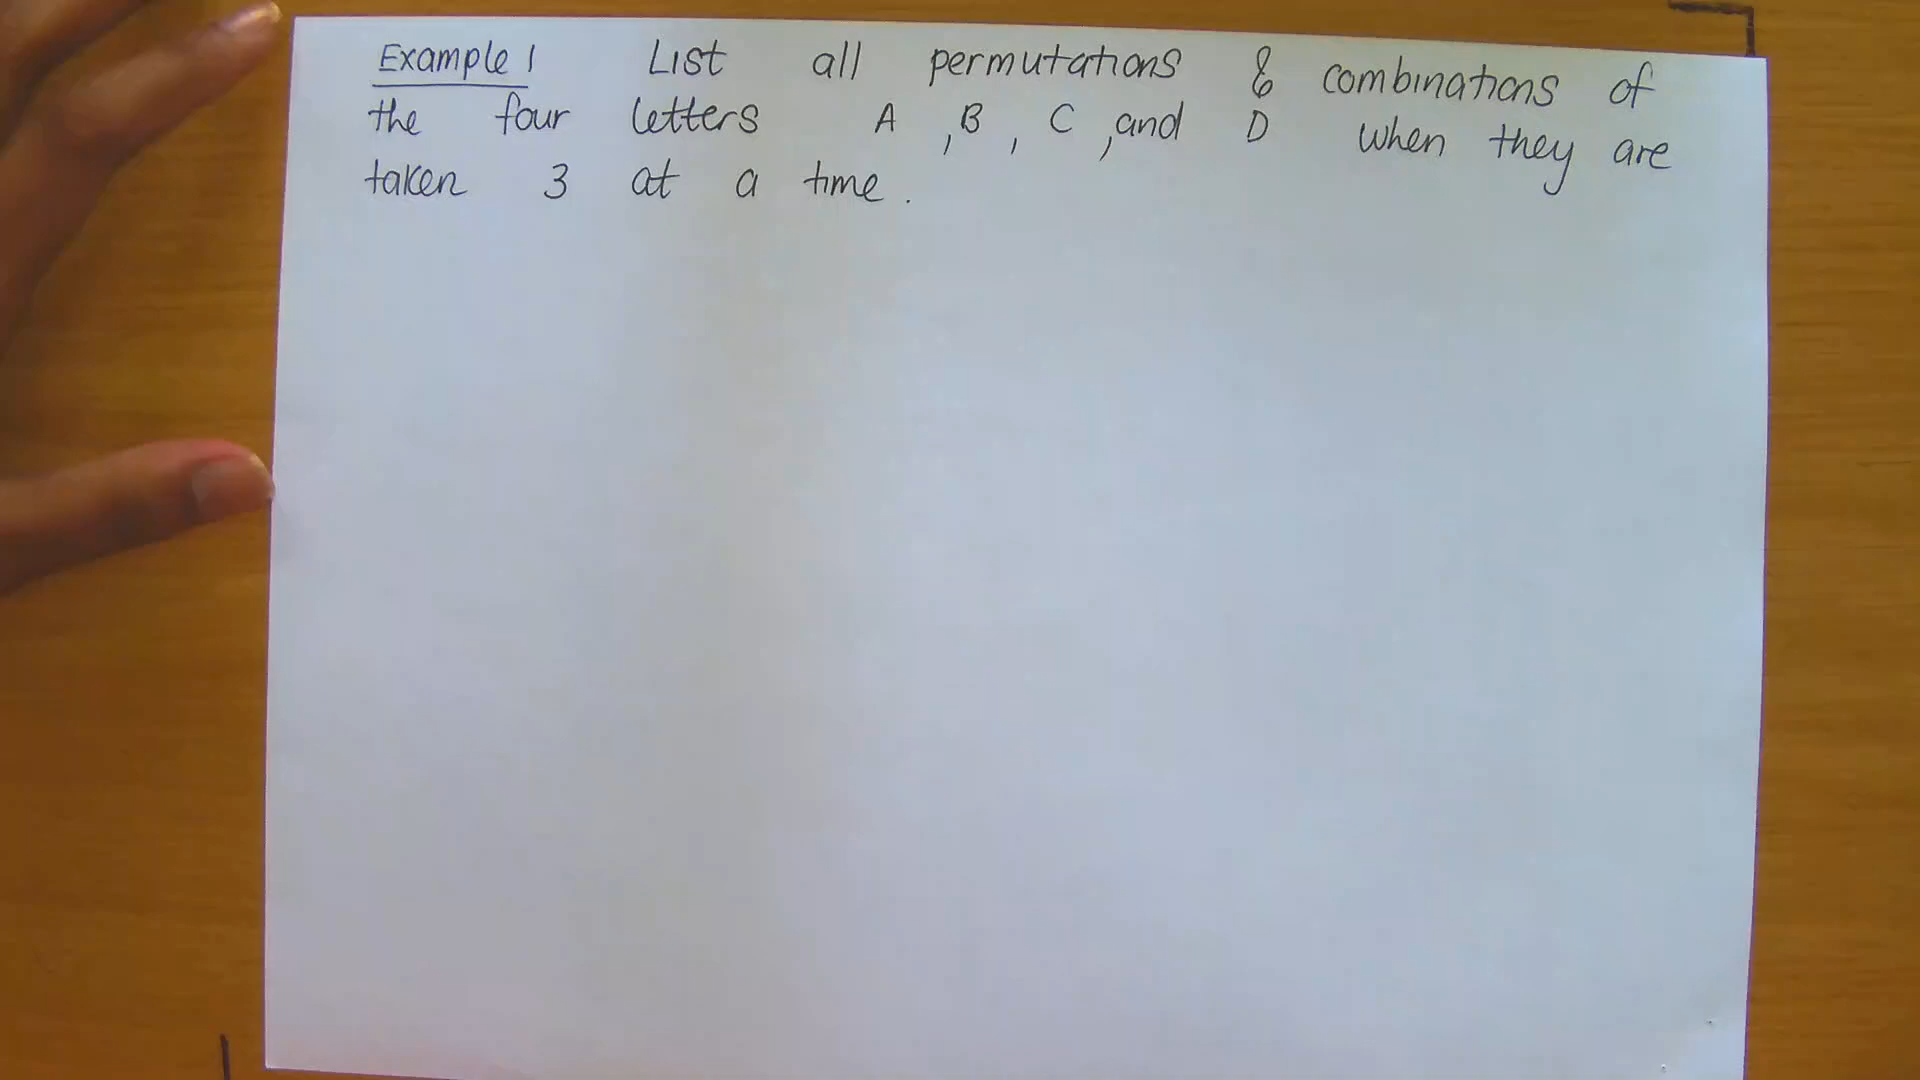 Example 1 List all permutations & combinations of
the four letters A, B, C, and D when they are
taken 3 at a time.